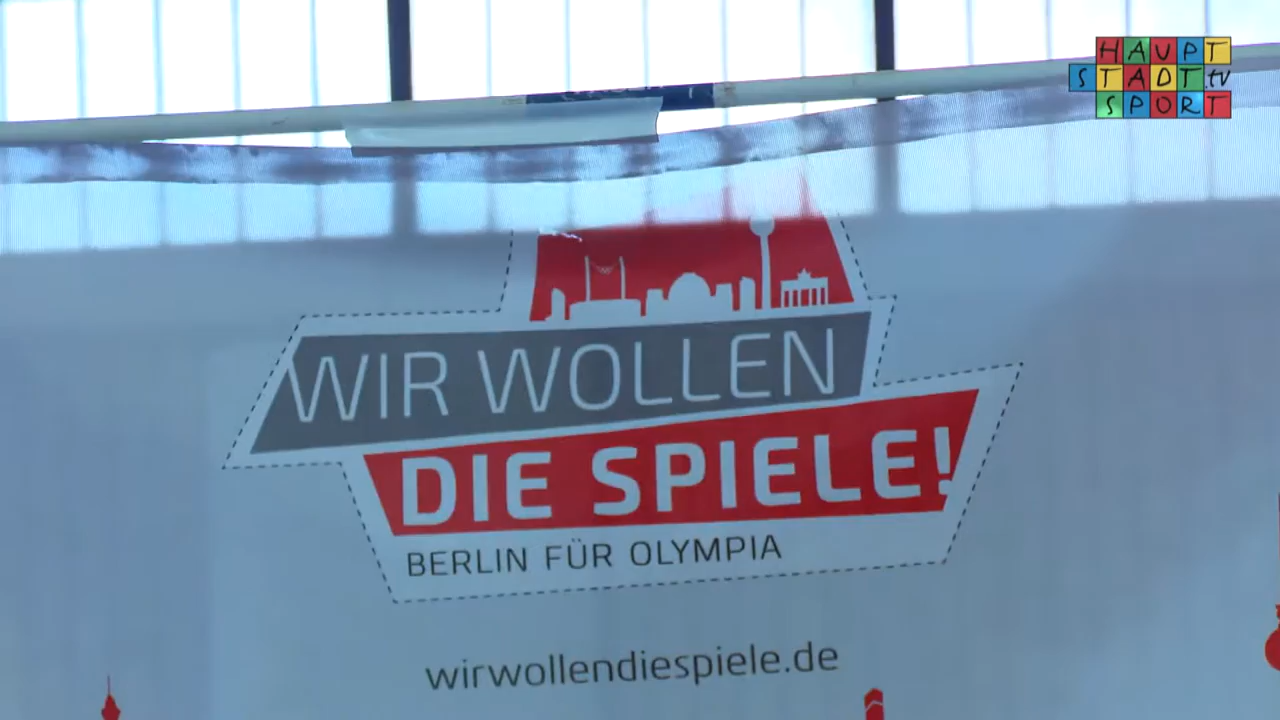 HAUPT
STADT.tv
SPORT
WIR WOLLEN
DIE SPIELE!
BERLIN FÜR OLYMPIA
wirwollendiespiele.de